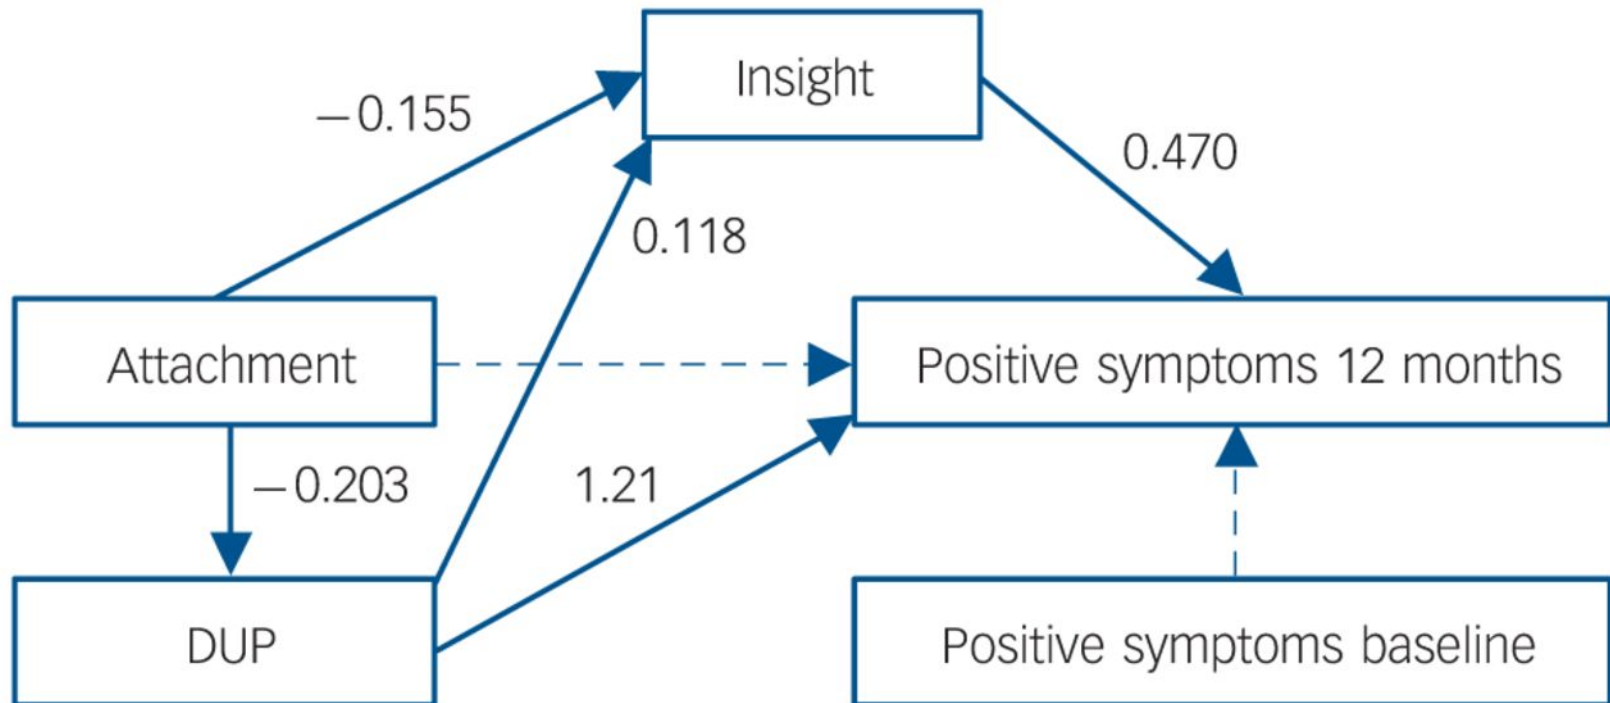 Insight
—0.155
0.470
0.118
Attachment
Positive symptoms 12 months
—0.203
1.21
DUP
Positive symptoms baseline